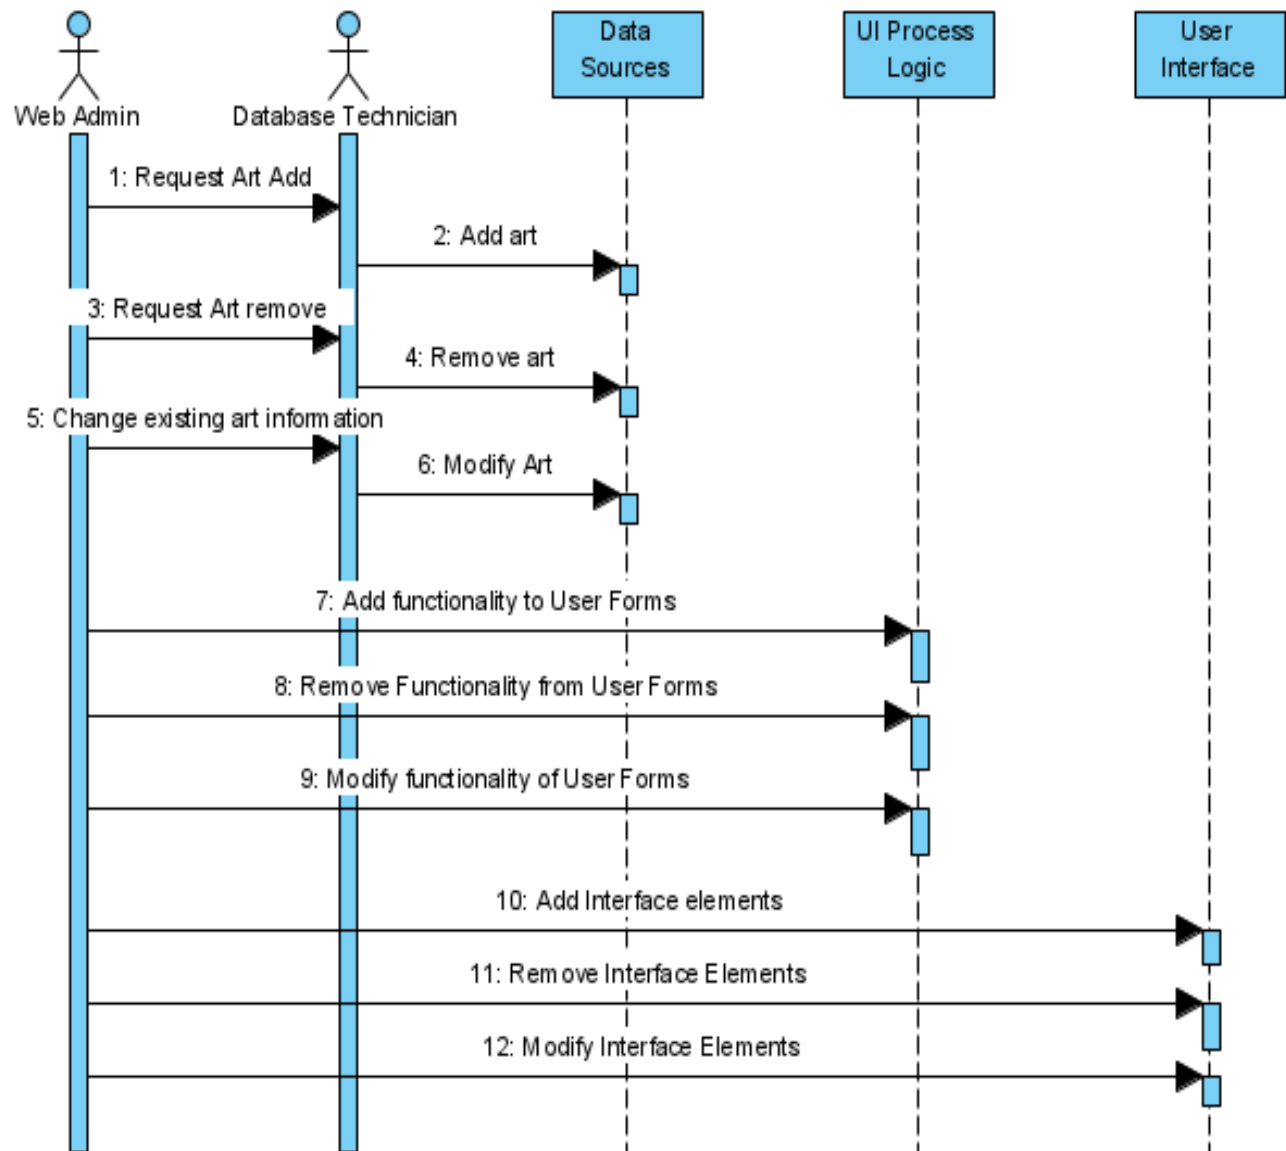 Data
Sources
UI Process
Logic
User
Interface
Web Admin
Database Technician
1: Request Art Add
2: Add art
3: Request Art remove
4: Remove art
5: Change existing art information
6: Modify Art
7: Add functionality to User Forms
8: Remove Functionality from User Forms
9: Modify functionality of User Forms
10: Add Interface elements
11: Remove Interface Elements
12: Modify Interface Elements